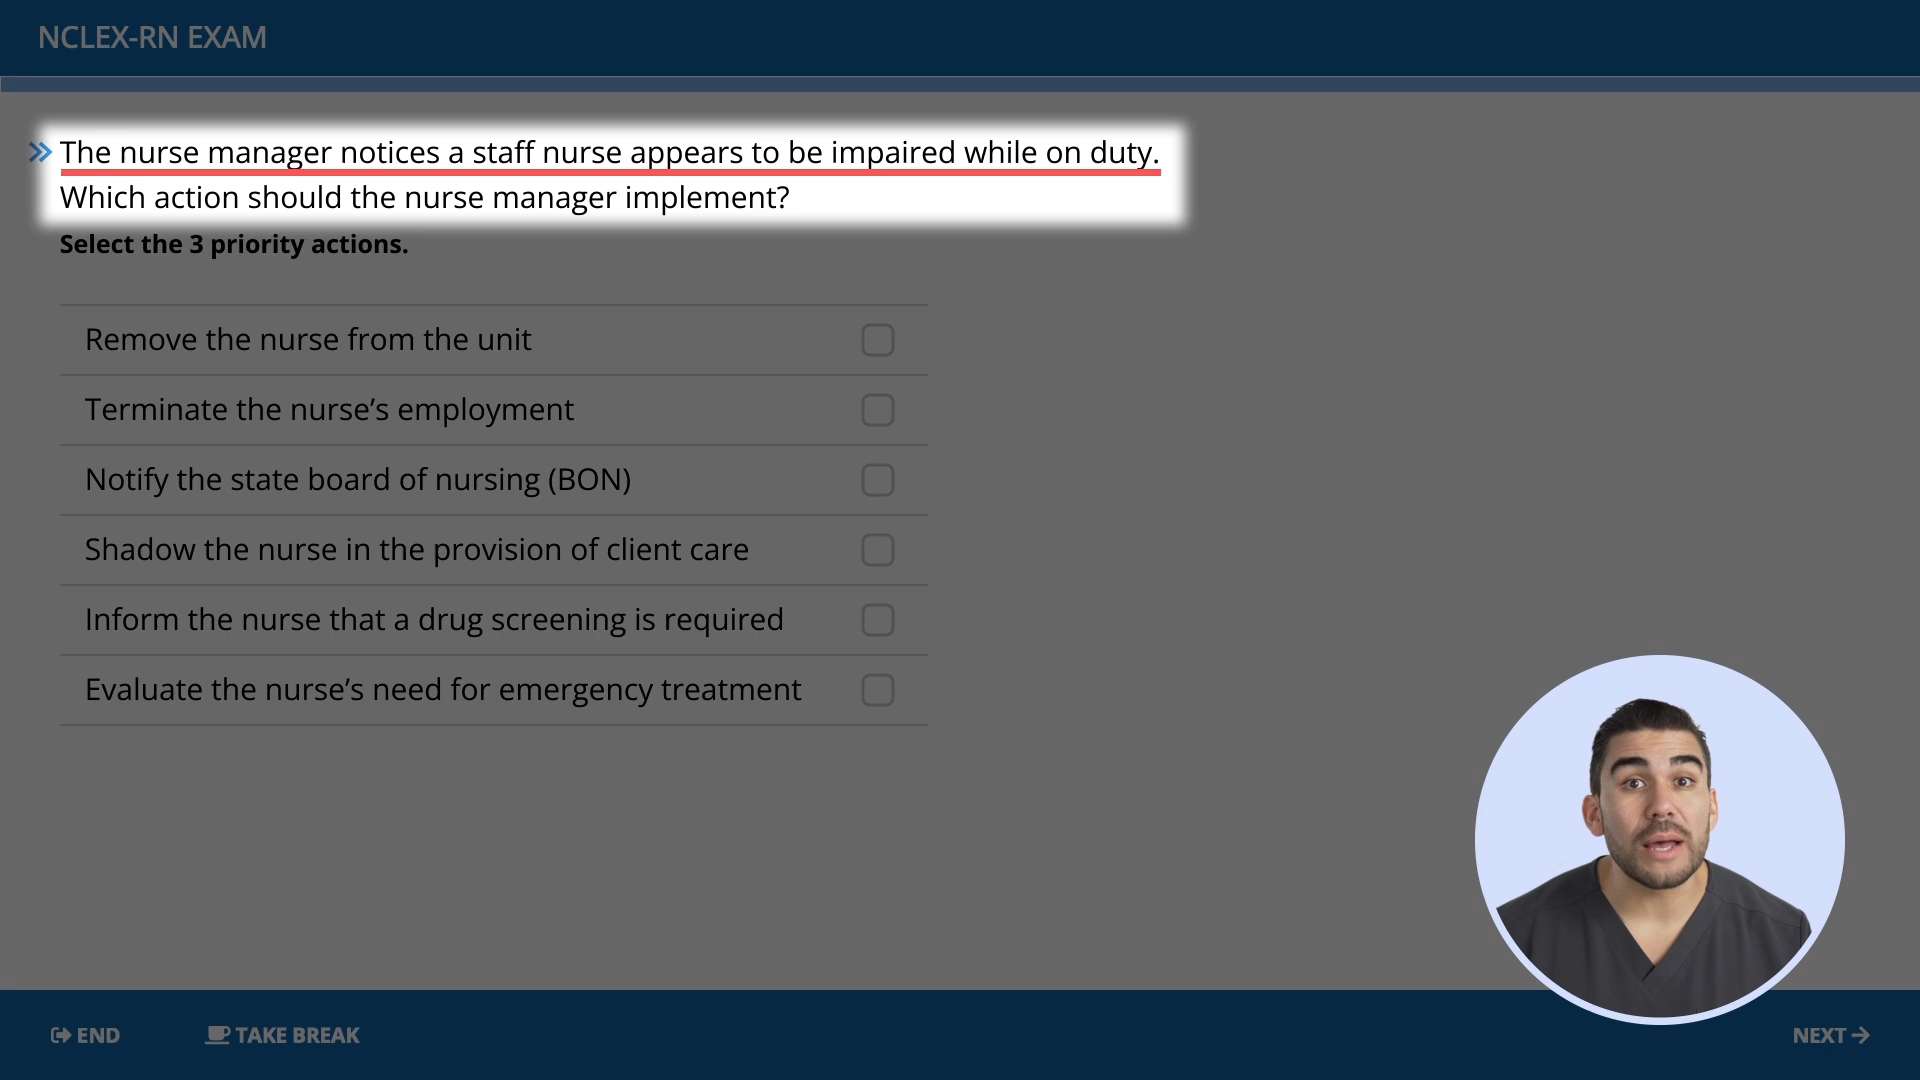 NCLEX-RN EXAM
The nurse manager notices a staff nurse appears to be impaired while on duty.
Which action should the nurse manager implement?
Select the 3 priority actions.
Remove the nurse from the unit
Terminate the nurse’s employment
Notify the state board of nursing (BON)
Shadow the nurse in the provision of client care
Inform the nurse that a drug screening is required
Evaluate the nurse’s need for emergency treatment
END
TAKE BREAK
NEXT